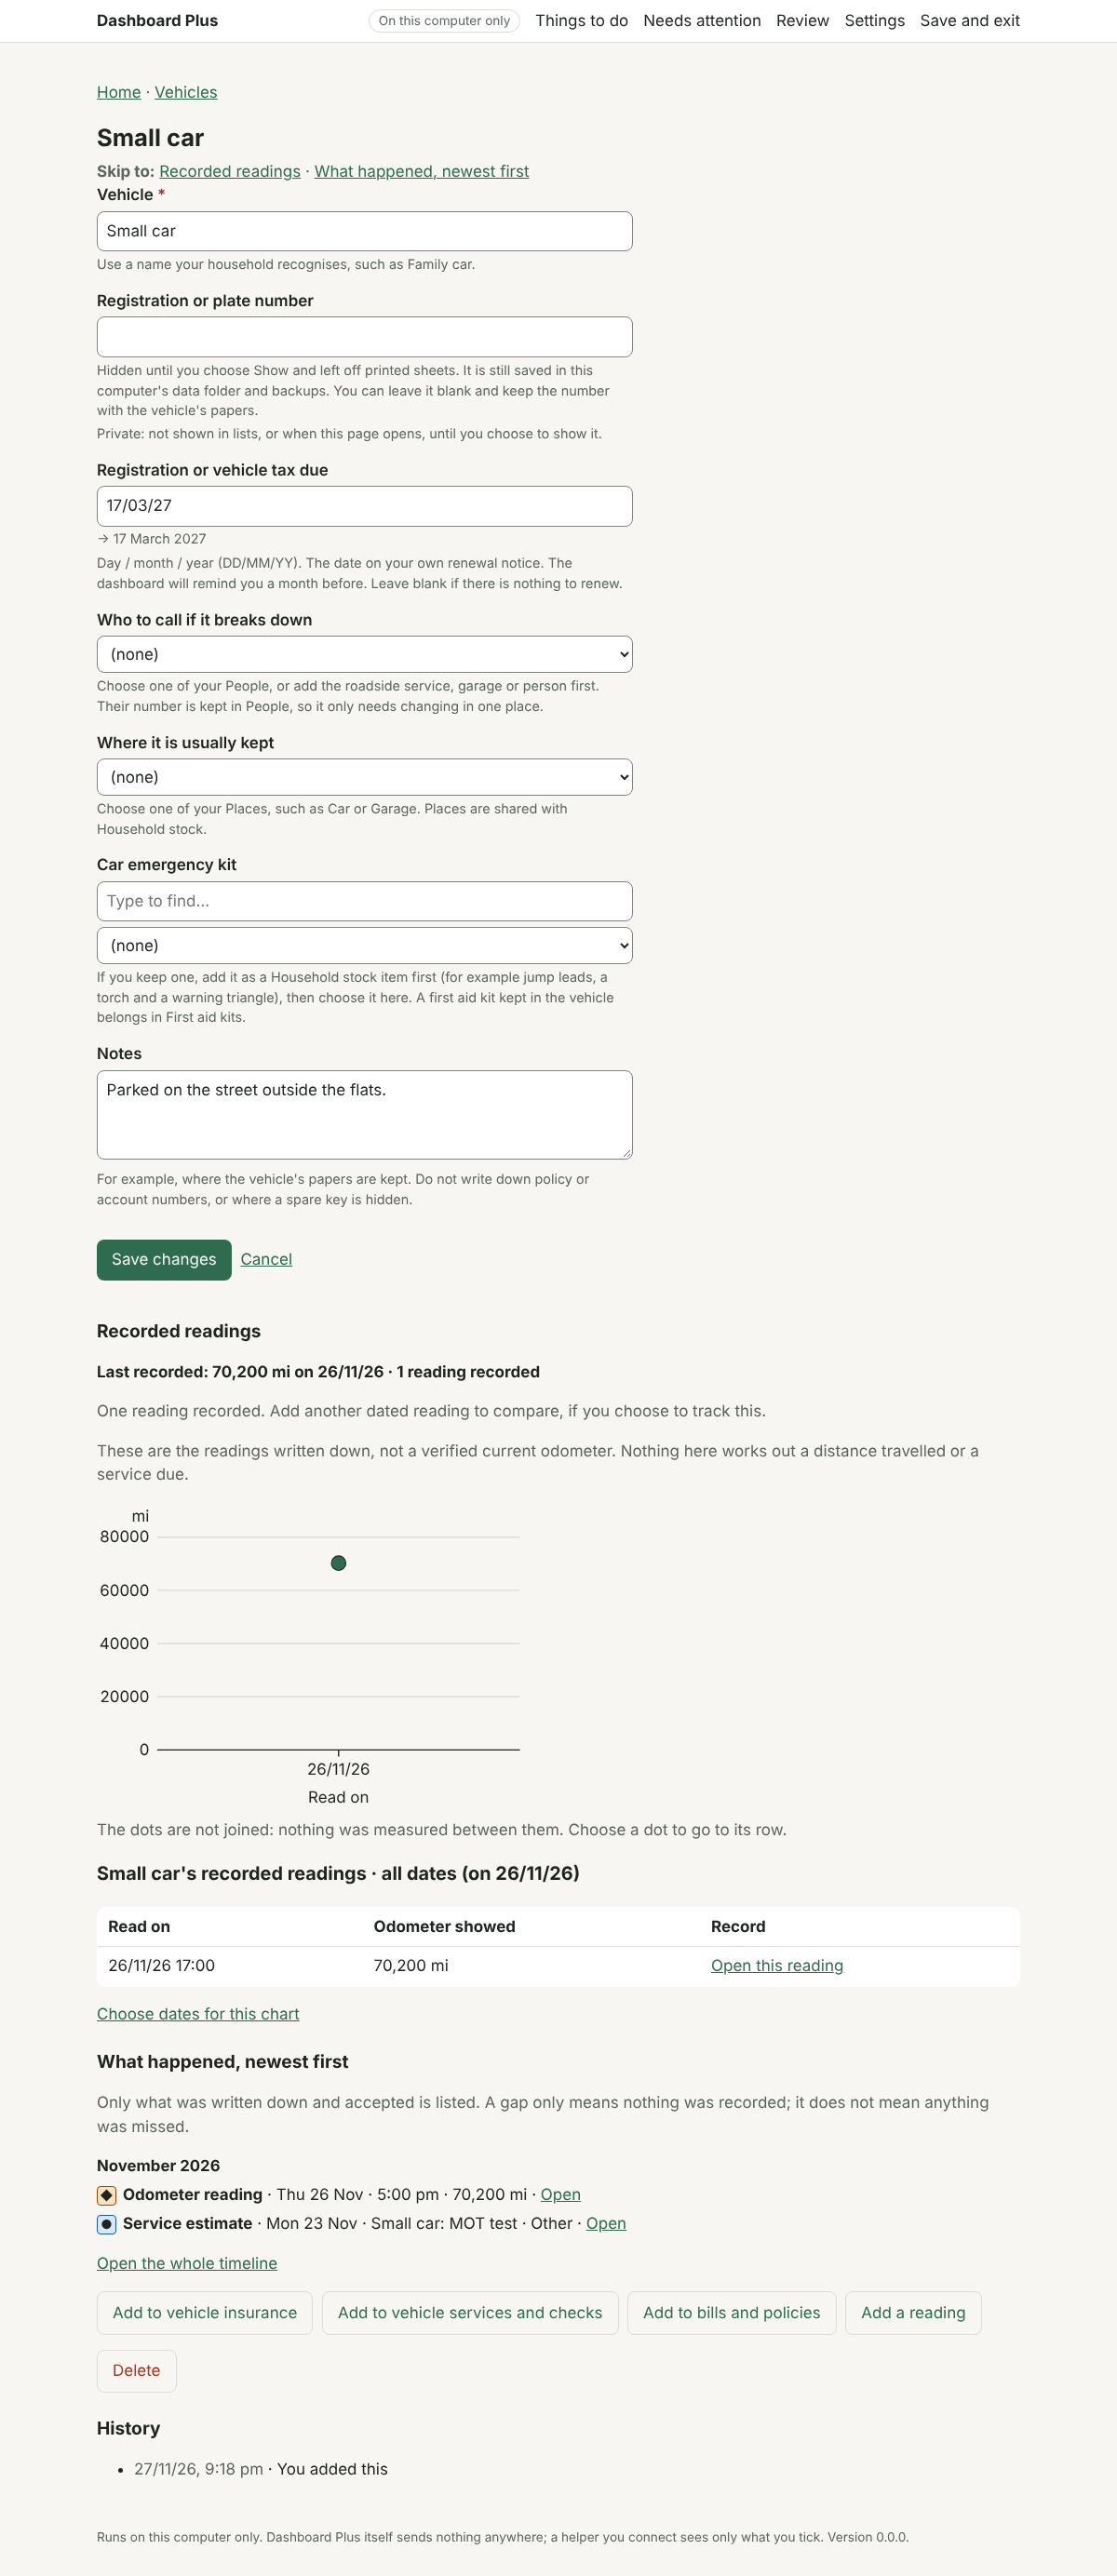 Dashboard Plus
On this computer only Things to do Needs attention Review Settings Save and exit
Home · Vehicles
Small car
Skip to: Recorded readings · What happened, newest first
Vehicle *
Small car
Use a name your household recognises, such as Family car.
Registration or plate number
Hidden until you choose Show and left off printed sheets. It is still saved in this
computer's data folder and backups. You can leave it blank and keep the number
with the vehicle's papers.
Private: not shown in lists, or when this page opens, until you choose to show it.
Registration or vehicle tax due
17/03/27
→ 17 March 2027
Day / month / year (DD/MM/YY). The date on your own renewal notice. The
dashboard will remind you a month before. Leave blank if there is nothing to renew.
Who to call if it breaks down
(none)
Choose one of your People, or add the roadside service, garage or person first.
Their number is kept in People, so it only needs changing in one place.
Where it is usually kept
(none)
Choose one of your Places, such as Car or Garage. Places are shared with
Household stock.
Car emergency kit
Type to find...
(none)
If you keep one, add it as a Household stock item first (for example jump leads, a
torch and a warning triangle), then choose it here. A first aid kit kept in the vehicle
belongs in First aid kits.
Notes
Parked on the street outside the flats.
For example, where the vehicle's papers are kept. Do not write down policy or
account numbers, or where a spare key is hidden.
Save changes Cancel
Recorded readings
Last recorded: 70,200 mi on 26/11/26 · 1 reading recorded
One reading recorded. Add another dated reading to compare, if you choose to track this.
These are the readings written down, not a verified current odometer. Nothing here works out a distance travelled or a
service due.
mi
80000
60000
40000
20000
0
26/11/26
Read on
The dots are not joined: nothing was measured between them. Choose a dot to go to its row.
Small car's recorded readings · all dates (on 26/11/26)
Read on Odometer showed Record
26/11/26 17:00 70,200 mi Open this reading
Choose dates for this chart
What happened, newest first
Only what was written down and accepted is listed. A gap only means nothing was recorded; it does not mean anything
was missed.
November 2026
Odometer reading · Thu 26 Nov · 5:00 pm · 70,200 mi · Open
Service estimate · Mon 23 Nov · Small car: MOT test · Other · Open
Open the whole timeline
Add to vehicle insurance Add to vehicle services and checks Add to bills and policies Add a reading
Delete
History
• 27/11/26, 9:18 pm · You added this
Runs on this computer only. Dashboard Plus itself sends nothing anywhere; a helper you connect sees only what you tick. Version 0.0.0.